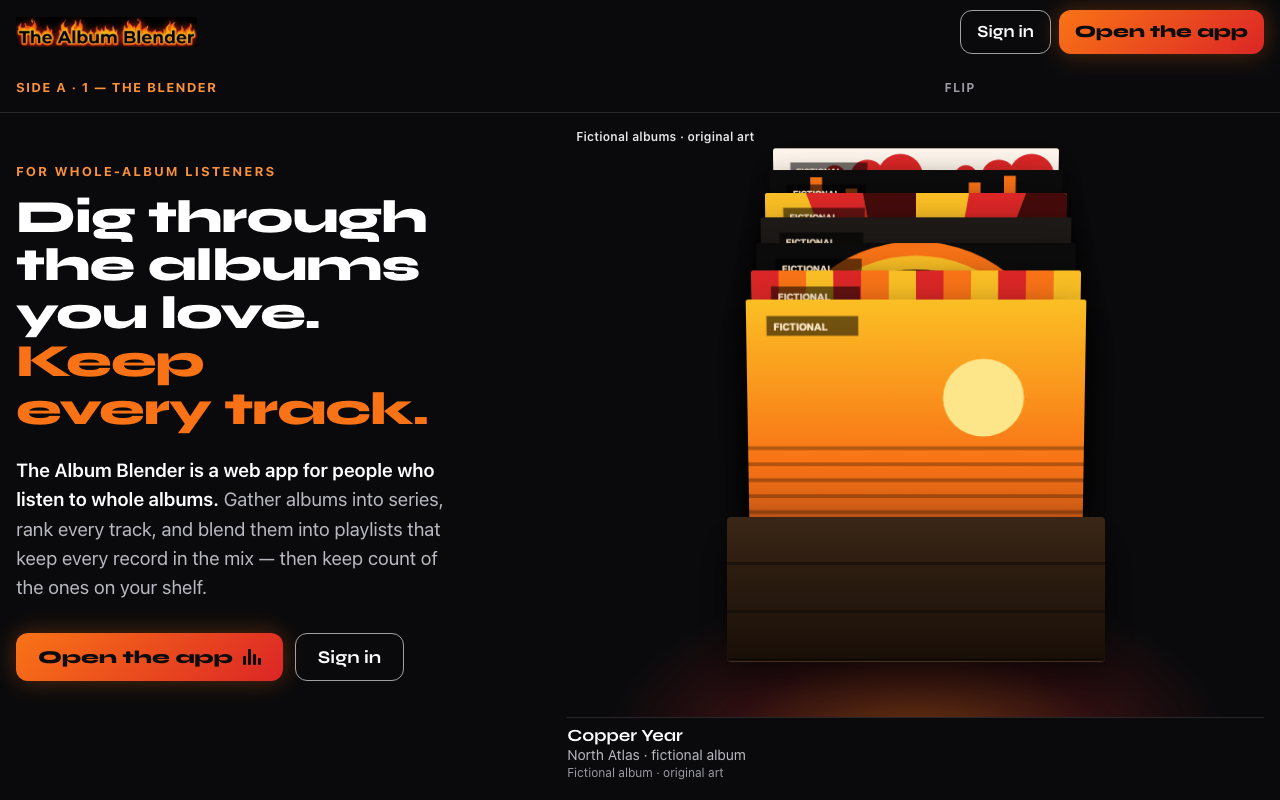 The Album Blender
Sign in
Open the app
SIDE A · 1 — THE BLENDER
FLIP
Fictional albums · original art
FOR WHOLE-ALBUM LISTENERS
Dig through
the albums
you love.
Keep
every track.
The Album Blender is a web app for people who
listen to whole albums. Gather albums into series,
rank every track, and blend them into playlists that
keep every record in the mix — then keep count of
the ones on your shelf.
Open the app
Sign in
FICTIONAL
FICTIONAL
FICTIONAL
FICTIONAL
FICTIONAL
FICTIONAL
FICTIONAL
Copper Year
North Atlas · fictional album
Fictional album · original art